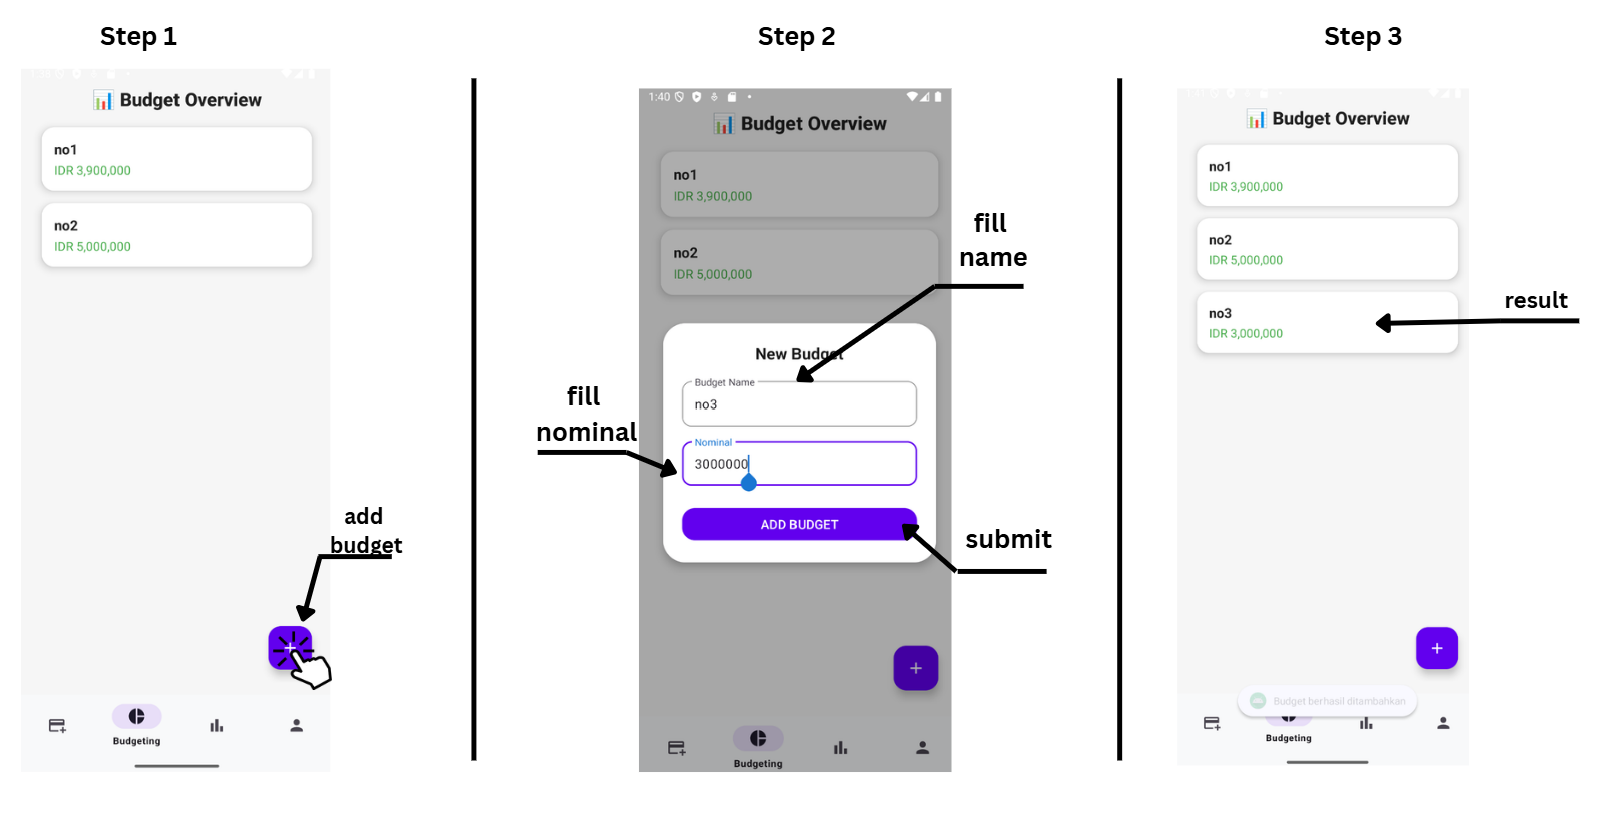 Step 1
Budget Overview
no1
IDR 3,900,000
no2
IDR 5,000,000
add
budget
Budgeting
Step 2
1:40
Budget Overview
no1
IDR 3,900,000
no2
IDR 5,000,000
fill
name
New Budget
Budget Name
no3
fill
nominal
Nominal
3000000
ADD BUDGET
submit
Budgeting
Step 3
Budget Overview
no1
IDR 3,900,000
no2
IDR 5,000,000
no3
IDR 3,000,000
result
Budget berhasil ditambahkan
Budgeting